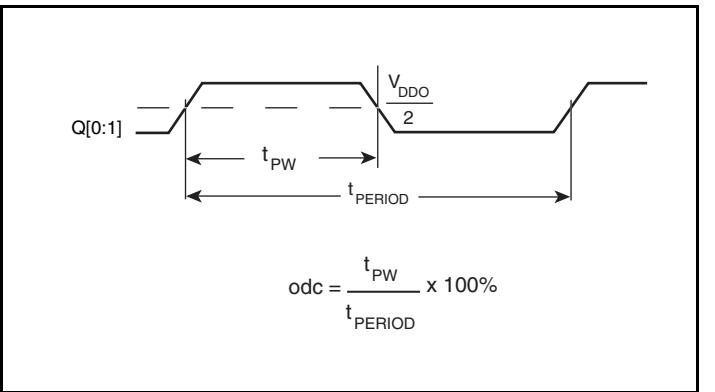 V_DDO
2
Q[0:1]
t_PW
t_PERIOD
odc = t_PW / t_PERIOD x 100%